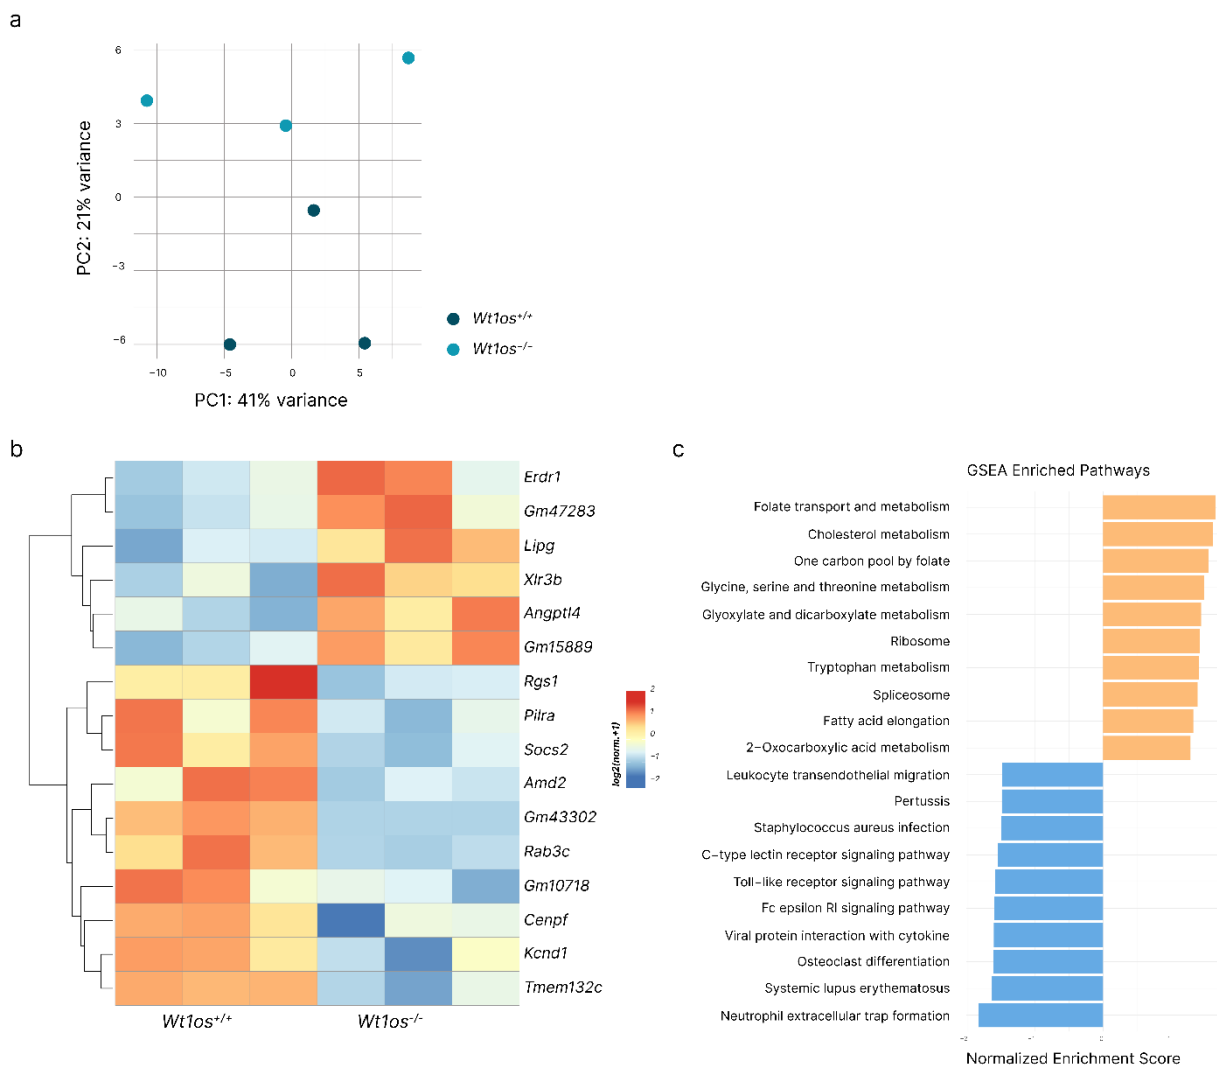 a
6
3
0
−3
−6
PC2: 21% variance
−10
−5
0
5
PC1: 41% variance
Wt1os+/+
Wt1os-/-
b
Erdr1
Gm47283
Lipg
Xlr3b
Angptl4
Gm15889
Rgs1
Pilra
Socs2
Amd2
Gm43302
Rab3c
Gm10718
Cenpf
Kcnd1
Tmem132c
Wt1os+/+
Wt1os-/-
log2(norm.+1)
2
1
0
−1
−2
c
GSEA Enriched Pathways
Folate transport and metabolism
Cholesterol metabolism
One carbon pool by folate
Glycine, serine and threonine metabolism
Glyoxylate and dicarboxylate metabolism
Ribosome
Tryptophan metabolism
Spliceosome
Fatty acid elongation
2−Oxocarboxylic acid metabolism
Leukocyte transendothelial migration
Pertussis
Staphylococcus aureus infection
C−type lectin receptor signaling pathway
Toll−like receptor signaling pathway
Fc epsilon RI signaling pathway
Viral protein interaction with cytokine
Osteoclast differentiation
Systemic lupus erythematosus
Neutrophil extracellular trap formation
−2
−1
0
1
Normalized Enrichment Score